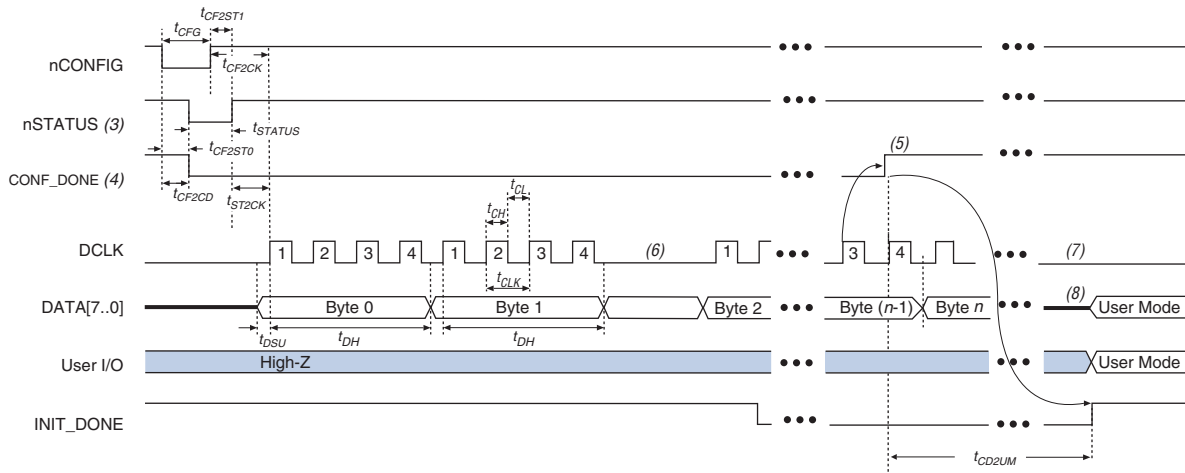 tCF2ST1
tCFG
nCONFIG
tCF2CK
nSTATUS (3)
tSTATUS
tCF2ST0
(5)
CONF_DONE (4)
tCF2CD
tST2CK
tCL
tCH
DCLK
1 2 3 4 1 2 3 4 (6) 1 3 4 (7)
tCLK
(8)
DATA[7..0] Byte 0 Byte 1 Byte 2 Byte (n-1) Byte n User Mode
tDSU tDH tDH
User I/O High-Z User Mode
INIT_DONE
tCD2UM